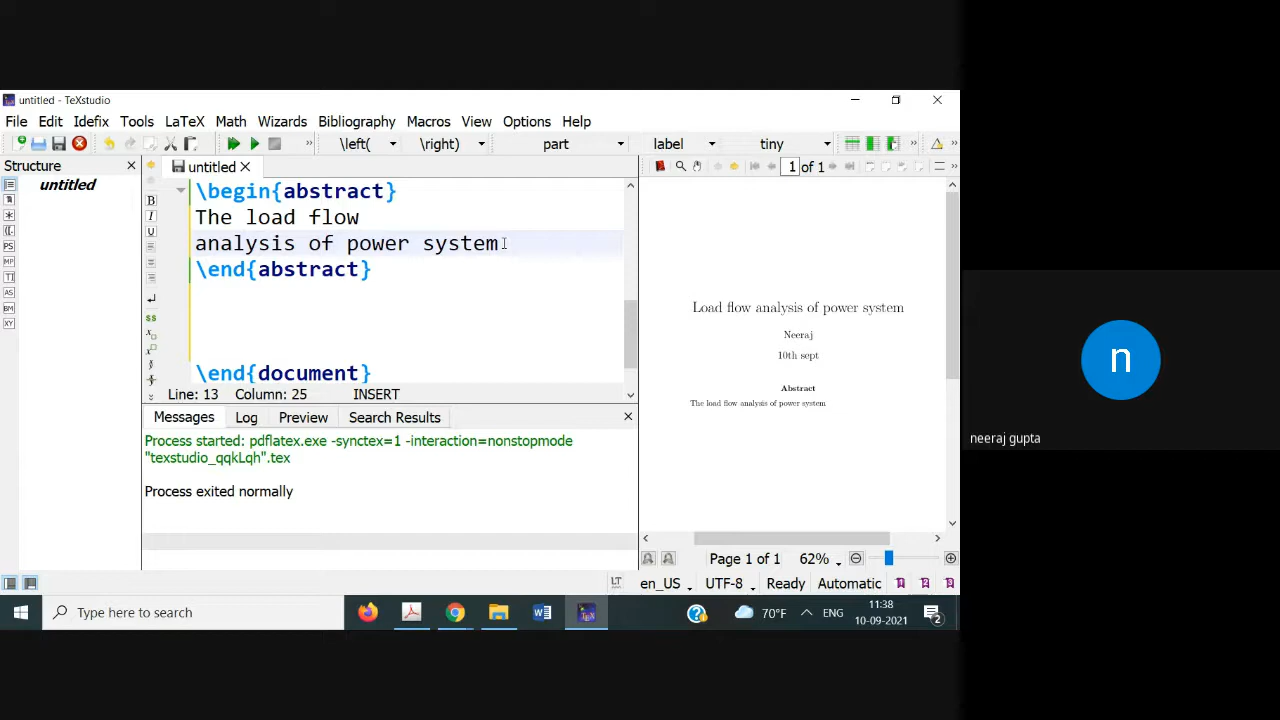 untitled - TeXstudio
File Edit Idefix Tools LaTeX Math Wizards Bibliography Macros View Options Help
\left( \right) part label tiny
Structure
untitled
untitled
1 of 1
\begin{abstract}
The load flow
analysis of power system
\end{abstract}
\end{document}
Line: 13 Column: 25 INSERT
Messages Log Preview Search Results
Process started: pdflatex.exe -synctex=1 -interaction=nonstopmode
"texstudio_qqkLqh".tex
Process exited normally
Load flow analysis of power system
Neeraj
10th sept
Abstract
The load flow analysis of power system
Page 1 of 1 62%
LT en_US UTF-8 Ready Automatic
Type here to search
70°F ENG
11:38
10-09-2021
2
n
neeraj gupta